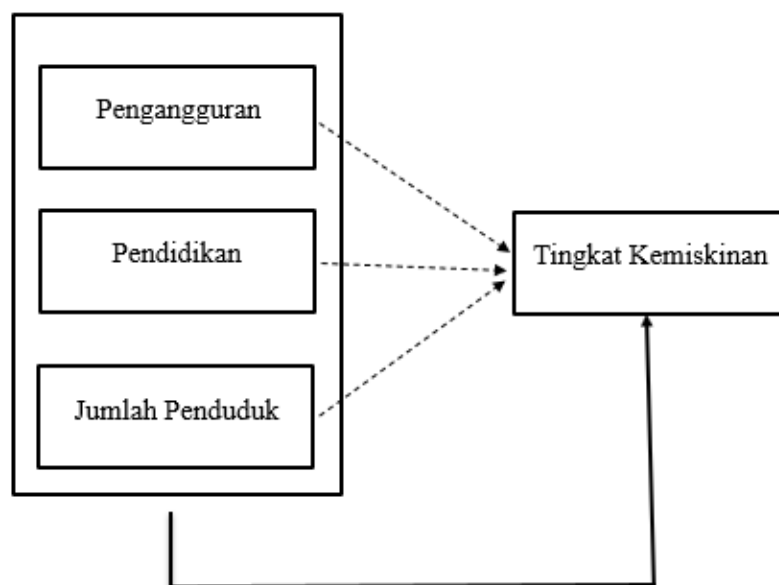 Pengangguran
Pendidikan
Tingkat Kemiskinan
Jumlah Penduduk